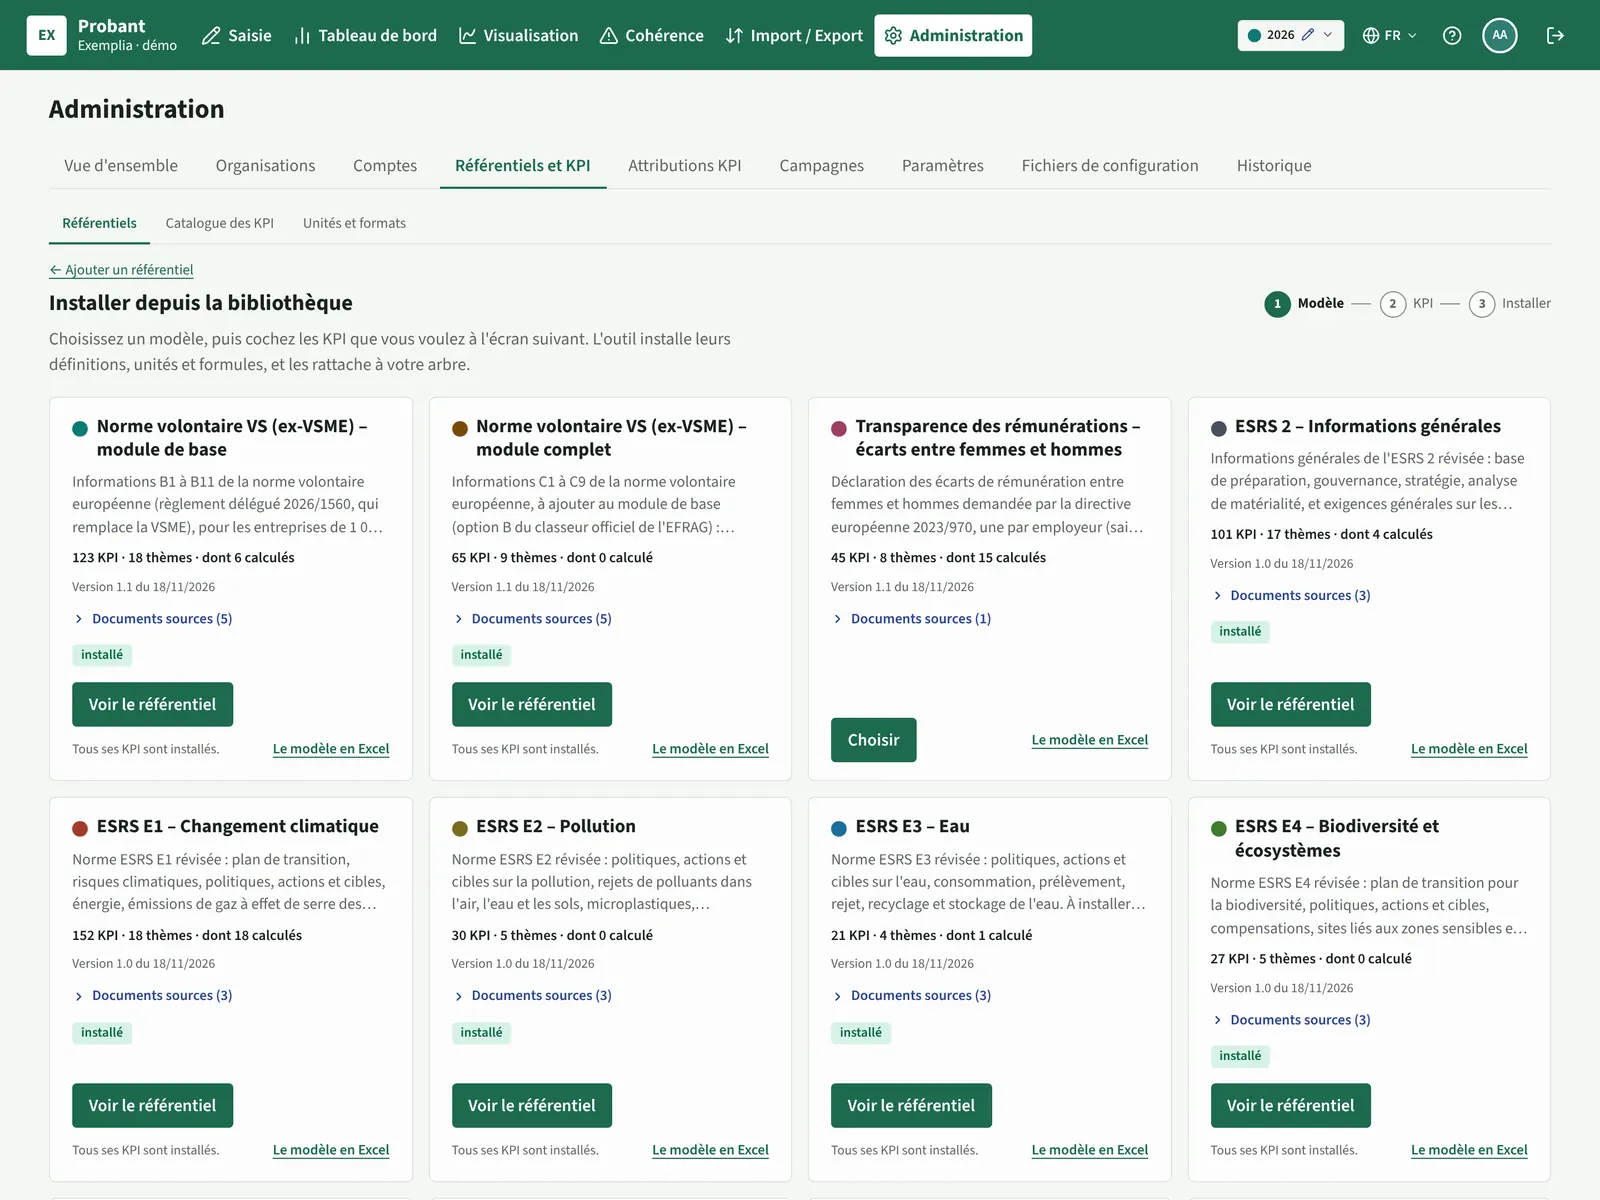 EX
Probant
Exemplia · démo
Saisie
Tableau de bord
Visualisation
Cohérence
Import / Export
Administration
2026
FR
AA
Administration
Vue d'ensemble
Organisations
Comptes
Référentiels et KPI
Attributions KPI
Campagnes
Paramètres
Fichiers de configuration
Historique
Référentiels
Catalogue des KPI
Unités et formats
← Ajouter un référentiel
Installer depuis la bibliothèque
1 Modèle
2 KPI
3 Installer
Choisissez un modèle, puis cochez les KPI que vous voulez à l'écran suivant. L'outil installe leurs
définitions, unités et formules, et les rattache à votre arbre.
Norme volontaire VS (ex-VSME) –
module de base
Informations B1 à B11 de la norme volontaire
européenne (règlement délégué 2026/1560, qui
remplace la VSME), pour les entreprises de 1 0…
123 KPI · 18 thèmes · dont 6 calculés
Version 1.1 du 18/11/2026
Documents sources (5)
installé
Voir le référentiel
Tous ses KPI sont installés.
Le modèle en Excel
Norme volontaire VS (ex-VSME) –
module complet
Informations C1 à C9 de la norme volontaire
européenne, à ajouter au module de base
(option B du classeur officiel de l'EFRAG) :…
65 KPI · 9 thèmes · dont 0 calculé
Version 1.1 du 18/11/2026
Documents sources (5)
installé
Voir le référentiel
Tous ses KPI sont installés.
Le modèle en Excel
Transparence des rémunérations –
écarts entre femmes et hommes
Déclaration des écarts de rémunération entre
femmes et hommes demandée par la directive
européenne 2023/970, une par employeur (sai…
45 KPI · 8 thèmes · dont 15 calculés
Version 1.1 du 18/11/2026
Documents sources (1)
Choisir
Le modèle en Excel
ESRS 2 – Informations générales
Informations générales de l'ESRS 2 révisée : base
de préparation, gouvernance, stratégie, analyse
de matérialité, et exigences générales sur les…
101 KPI · 17 thèmes · dont 4 calculés
Version 1.0 du 18/11/2026
Documents sources (3)
installé
Voir le référentiel
Tous ses KPI sont installés.
Le modèle en Excel
ESRS E1 – Changement climatique
Norme ESRS E1 révisée : plan de transition,
risques climatiques, politiques, actions et cibles,
énergie, émissions de gaz à effet de serre des…
152 KPI · 18 thèmes · dont 18 calculés
Version 1.0 du 18/11/2026
Documents sources (3)
installé
Voir le référentiel
Tous ses KPI sont installés.
Le modèle en Excel
ESRS E2 – Pollution
Norme ESRS E2 révisée : politiques, actions et
cibles sur la pollution, rejets de polluants dans
l'air, l'eau et les sols, microplastiques,…
30 KPI · 5 thèmes · dont 0 calculé
Version 1.0 du 18/11/2026
Documents sources (3)
installé
Voir le référentiel
Tous ses KPI sont installés.
Le modèle en Excel
ESRS E3 – Eau
Norme ESRS E3 révisée : politiques, actions et
cibles sur l'eau, consommation, prélèvement,
rejet, recyclage et stockage de l'eau. À installer…
21 KPI · 4 thèmes · dont 1 calculé
Version 1.0 du 18/11/2026
Documents sources (3)
installé
Voir le référentiel
Tous ses KPI sont installés.
Le modèle en Excel
ESRS E4 – Biodiversité et
écosystèmes
Norme ESRS E4 révisée : plan de transition pour
la biodiversité, politiques, actions et cibles,
compensations, sites liés aux zones sensibles e…
27 KPI · 5 thèmes · dont 0 calculé
Version 1.0 du 18/11/2026
Documents sources (3)
installé
Voir le référentiel
Tous ses KPI sont installés.
Le modèle en Excel